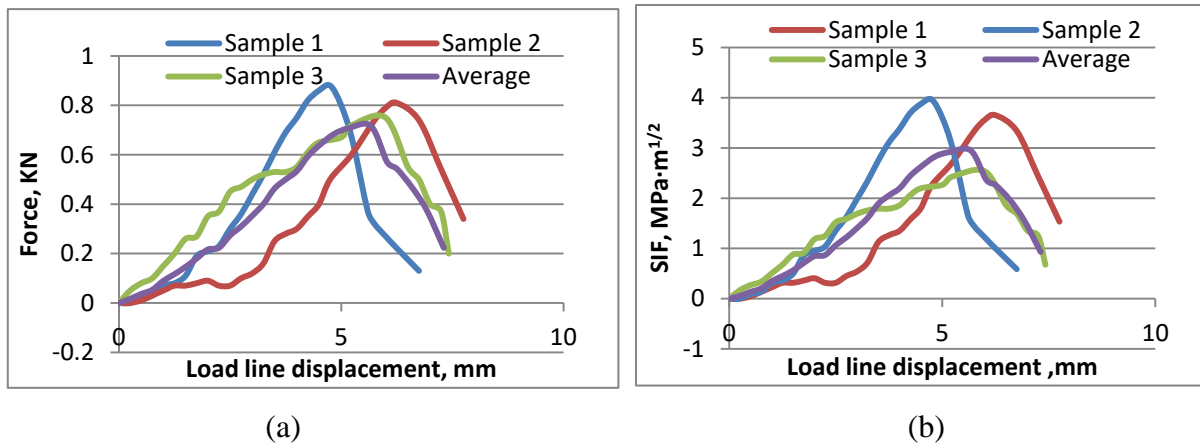 Sample 1 Sample 2
Sample 3 Average
1
0.8
0.6
0.4
0.2
0
-0.2
Force, KN
0 5 10
Load line displacement, mm
(a)
Sample 1 Sample 2
Sample 3 Average
5
4
3
2
1
0
-1
SIF, MPa·m^1/2
0 5 10
Load line displacement ,mm
(b)